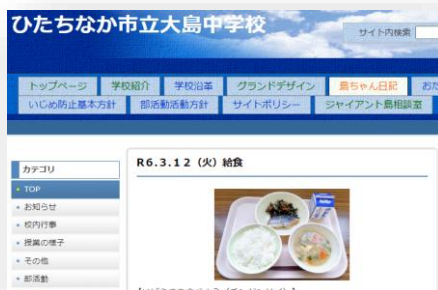 ひたちなか市立大島中学校
サイト内検索
トップページ 学校紹介 学校沿革 グランドデザイン 島ちゃん日記 おた
いじめ防止基本方針 部活動活動方針 サイトポリシー ジャイアント島相談室
カテゴリ
TOP
お知らせ
校内行事
授業の様子
その他
部活動
R6.3.12（火）給食